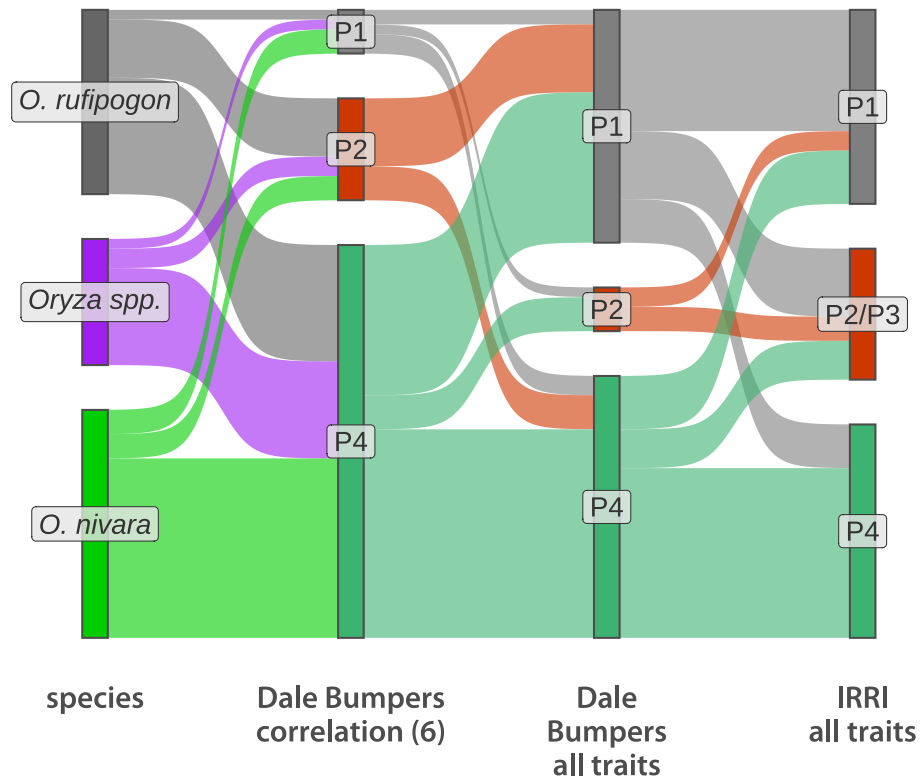 O. rufipogon
Oryza spp.
O. nivara
P1
P2
P4
P1
P2
P4
P1
P2/P3
P4
species
Dale Bumpers
correlation (6)
Dale
Bumpers
all traits
IRRI
all traits